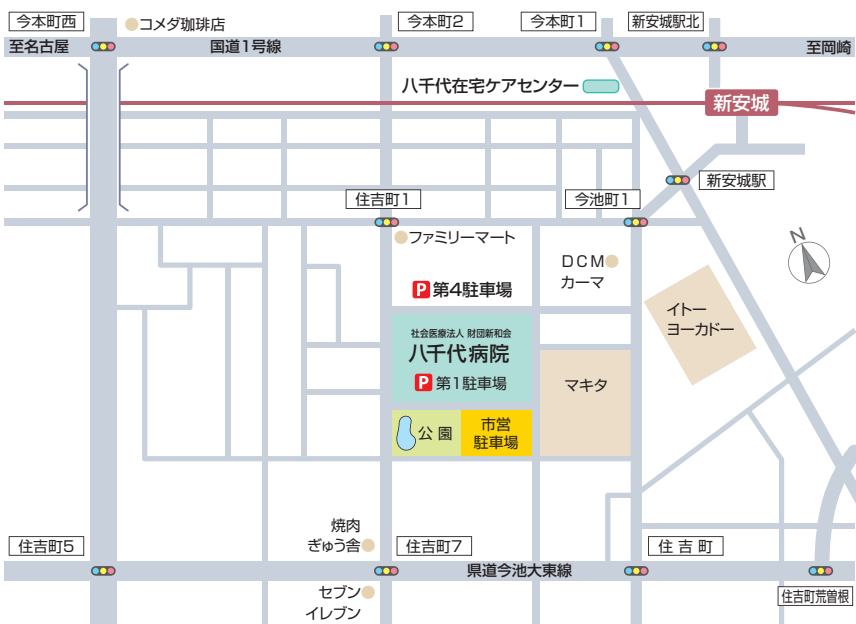 今本町西
コメダ珈琲店
今本町2
今本町1
新安城駅北
至名古屋
国道1号線
至岡崎
八千代在宅ケアセンター
新安城
新安城駅
住吉町1
今池町1
ファミリーマート
N
DCM
カーマ
P 第4駐車場
イトー
ヨーカドー
社会医療法人 財団新和会
八千代病院
P 第1駐車場
マキタ
公園
市営
駐車場
焼肉
ぎゅう舎
住吉町5
住吉町7
住吉町
県道今池大東線
セブン
イレブン
住吉町荒曽根